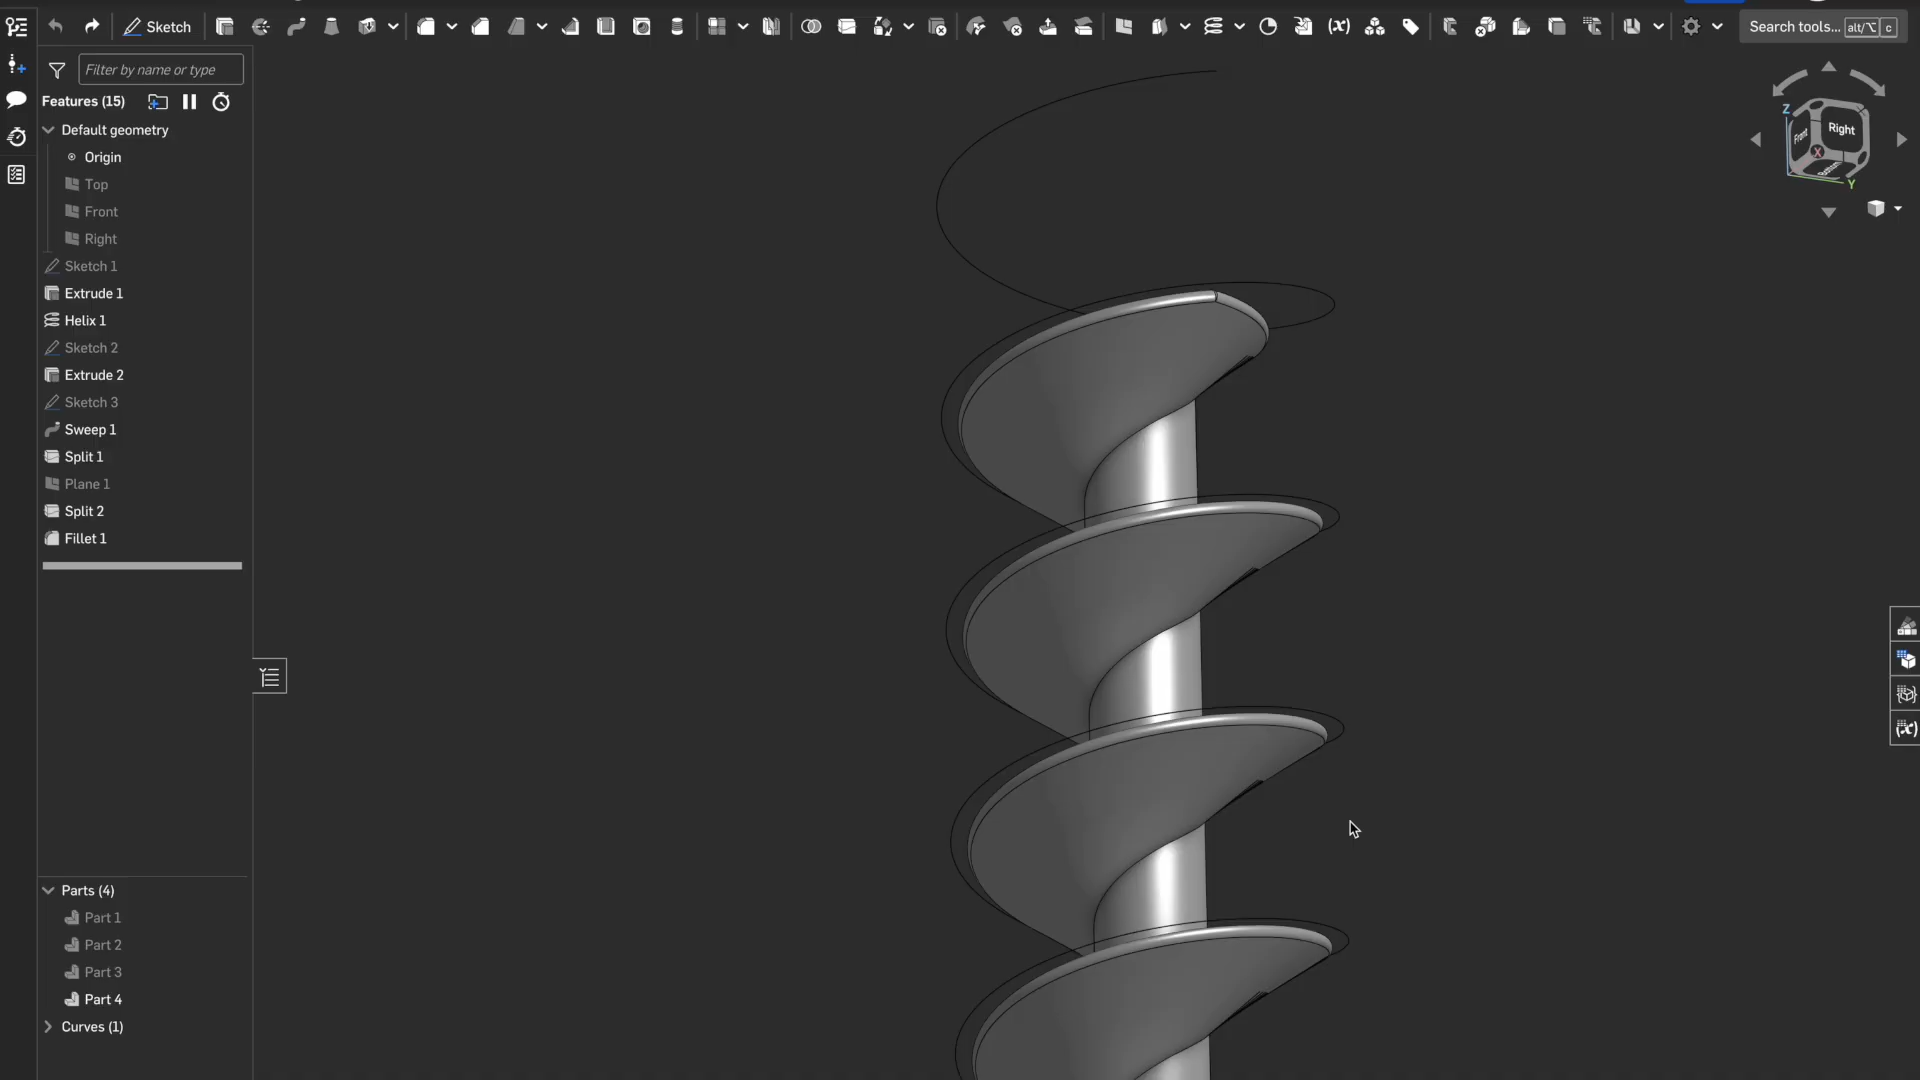 Sketch
Search tools... alt/⌥ c
Filter by name or type
Features (15)
Default geometry
Origin
Top
Front
Right
Sketch 1
Extrude 1
Helix 1
Sketch 2
Extrude 2
Sketch 3
Sweep 1
Split 1
Plane 1
Split 2
Fillet 1
Parts (4)
Part 1
Part 2
Part 3
Part 4
Curves (1)
Z
Front
Right
X
Y
(x)
(x)